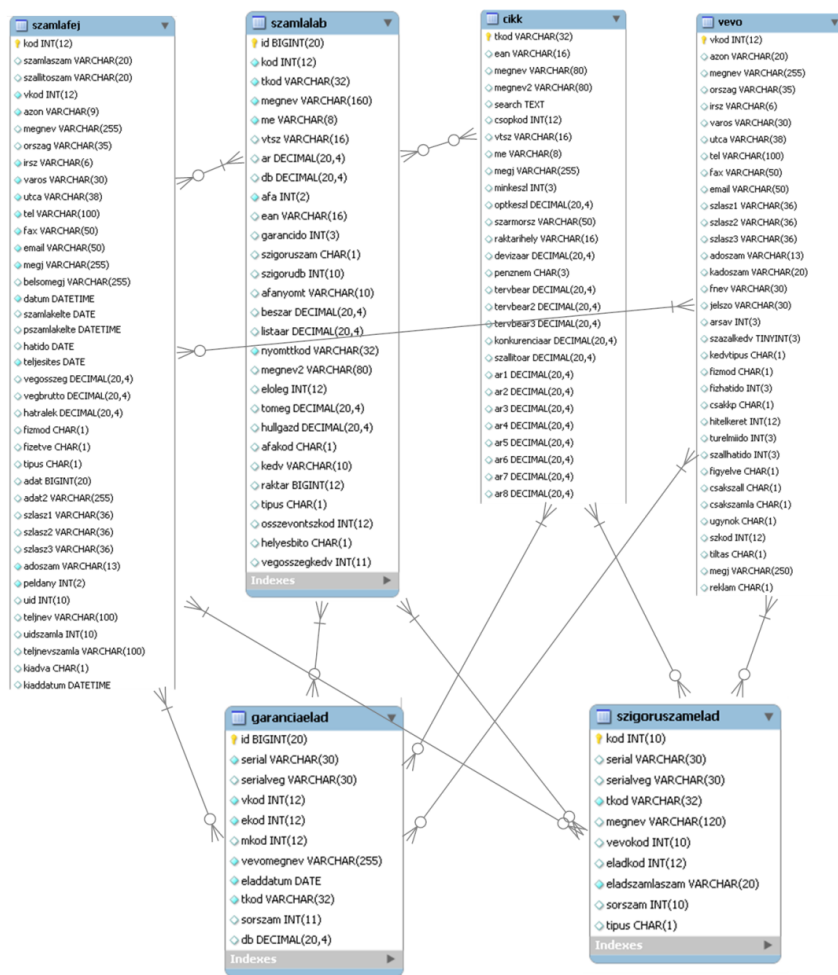 szamlafej
kod INT(12)
szamlaszam VARCHAR(20)
szallitoszam VARCHAR(20)
vkod INT(12)
azon VARCHAR(9)
megnev VARCHAR(255)
orszag VARCHAR(35)
irsz VARCHAR(6)
varos VARCHAR(30)
utca VARCHAR(38)
tel VARCHAR(100)
fax VARCHAR(50)
email VARCHAR(50)
megj VARCHAR(255)
belsomegj VARCHAR(255)
datum DATETIME
szamlakelte DATE
pszamlakelte DATETIME
hatido DATE
teljesites DATE
vegosszeg DECIMAL(20,4)
vegbrutto DECIMAL(20,4)
hatralek DECIMAL(20,4)
fizmod CHAR(1)
fizetve CHAR(1)
tipus CHAR(1)
adat BIGINT(20)
adat2 VARCHAR(255)
szlasz1 VARCHAR(36)
szlasz2 VARCHAR(36)
szlasz3 VARCHAR(36)
adoszam VARCHAR(13)
peldany INT(2)
uid INT(10)
teljnev VARCHAR(100)
uidszamla INT(10)
teljnevszamla VARCHAR(100)
kiadva CHAR(1)
kiaddatum DATETIME
szamlalab
id BIGINT(20)
kod INT(12)
tkod VARCHAR(32)
megnev VARCHAR(160)
me VARCHAR(8)
vtsz VARCHAR(16)
ar DECIMAL(20,4)
db DECIMAL(20,4)
afa INT(2)
ean VARCHAR(16)
garancido INT(3)
szigoruszam CHAR(1)
szigorudb INT(10)
afanyomt VARCHAR(10)
beszar DECIMAL(20,4)
listaar DECIMAL(20,4)
nyomttkod VARCHAR(32)
megnev2 VARCHAR(80)
eloleg INT(12)
tomeg DECIMAL(20,4)
hullgazd DECIMAL(20,4)
afakod CHAR(1)
kedv VARCHAR(10)
raktar BIGINT(12)
tipus CHAR(1)
osszevontszkod INT(12)
helyesbito CHAR(1)
vegosszegkedv INT(11)
Indexes
cikk
tkod VARCHAR(32)
ean VARCHAR(16)
megnev VARCHAR(80)
megnev2 VARCHAR(80)
search TEXT
csopkod INT(12)
vtsz VARCHAR(16)
me VARCHAR(8)
megj VARCHAR(255)
minkeszl INT(3)
optkeszl DECIMAL(20,4)
szarmorsz VARCHAR(50)
raktarihely VARCHAR(16)
devizaar DECIMAL(20,4)
penznem CHAR(3)
tervbear DECIMAL(20,4)
tervbear2 DECIMAL(20,4)
tervbear3 DECIMAL(20,4)
konkurenciaar DECIMAL(20,4)
szallitoar DECIMAL(20,4)
ar1 DECIMAL(20,4)
ar2 DECIMAL(20,4)
ar3 DECIMAL(20,4)
ar4 DECIMAL(20,4)
ar5 DECIMAL(20,4)
ar6 DECIMAL(20,4)
ar7 DECIMAL(20,4)
ar8 DECIMAL(20,4)
vevo
vkod INT(12)
azon VARCHAR(20)
megnev VARCHAR(255)
orszag VARCHAR(35)
irsz VARCHAR(6)
varos VARCHAR(30)
utca VARCHAR(38)
tel VARCHAR(100)
fax VARCHAR(50)
email VARCHAR(50)
szlasz1 VARCHAR(36)
szlasz2 VARCHAR(36)
szlasz3 VARCHAR(36)
adoszam VARCHAR(13)
kadoszam VARCHAR(20)
fnev VARCHAR(30)
jelszo VARCHAR(30)
arsav INT(3)
szazalkedv TINYINT(3)
kedvtipus CHAR(1)
fizmod CHAR(1)
fizhatido INT(3)
csakkp CHAR(1)
hitelkeret INT(12)
turelmiido INT(3)
szallhatido INT(3)
figyelve CHAR(1)
csakszall CHAR(1)
csakszamla CHAR(1)
ugynok CHAR(1)
szkod INT(12)
tiltas CHAR(1)
megj VARCHAR(250)
reklam CHAR(1)
garanciaelad
id BIGINT(20)
serial VARCHAR(30)
serialveg VARCHAR(30)
vkod INT(12)
ekod INT(12)
mkod INT(12)
vevomegnev VARCHAR(255)
eladdatum DATE
tkod VARCHAR(32)
sorszam INT(11)
db DECIMAL(20,4)
Indexes
szigoruszamelad
kod INT(10)
serial VARCHAR(30)
serialveg VARCHAR(30)
tkod VARCHAR(32)
megnev VARCHAR(120)
vevokod INT(10)
eladkod INT(12)
eladszamlaszam VARCHAR(20)
sorszam INT(10)
tipus CHAR(1)
Indexes